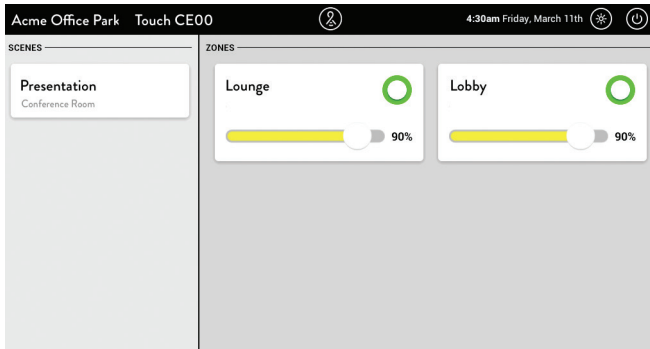 Acme Office Park Touch CE00
4:30am Friday, March 11th
SCENES
ZONES
Presentation
Conference Room
Lounge
90%
Lobby
90%